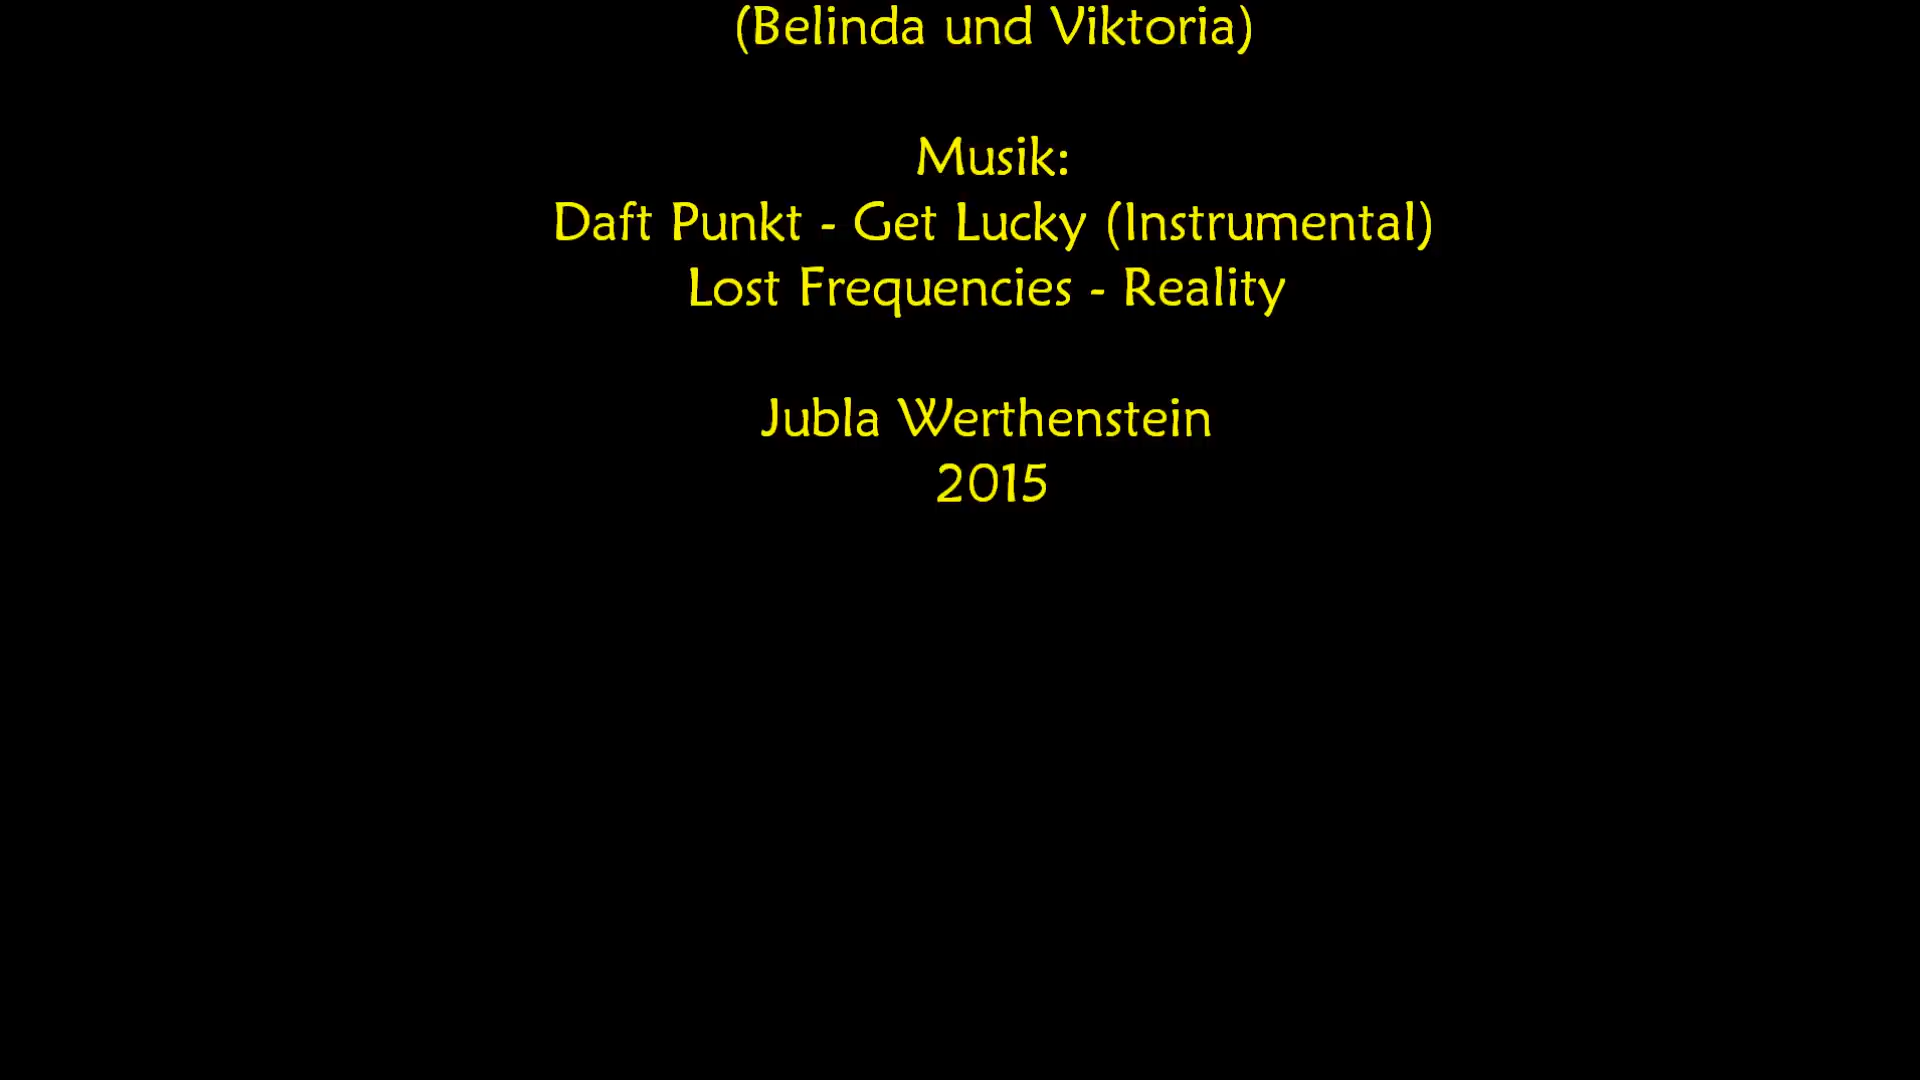 (Belinda und Viktoria)
Musik:
Daft Punkt - Get Lucky (Instrumental)
Lost Frequencies - Reality
Jubla Werthenstein
2015